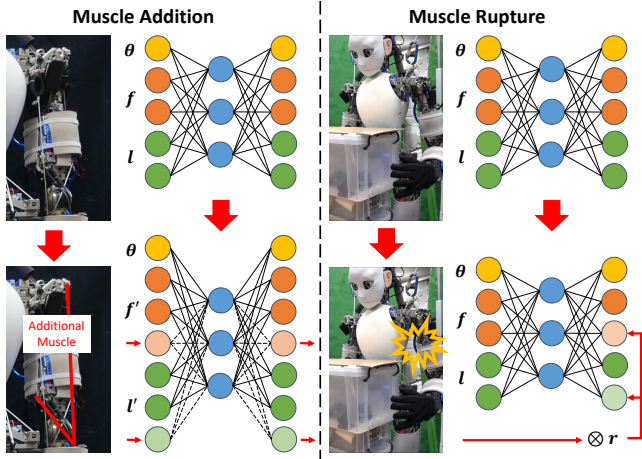 Muscle Addition
θ
f
l
Additional
Muscle
θ
f′
l′
Muscle Rupture
θ
f
l
θ
f
l
⊗ r